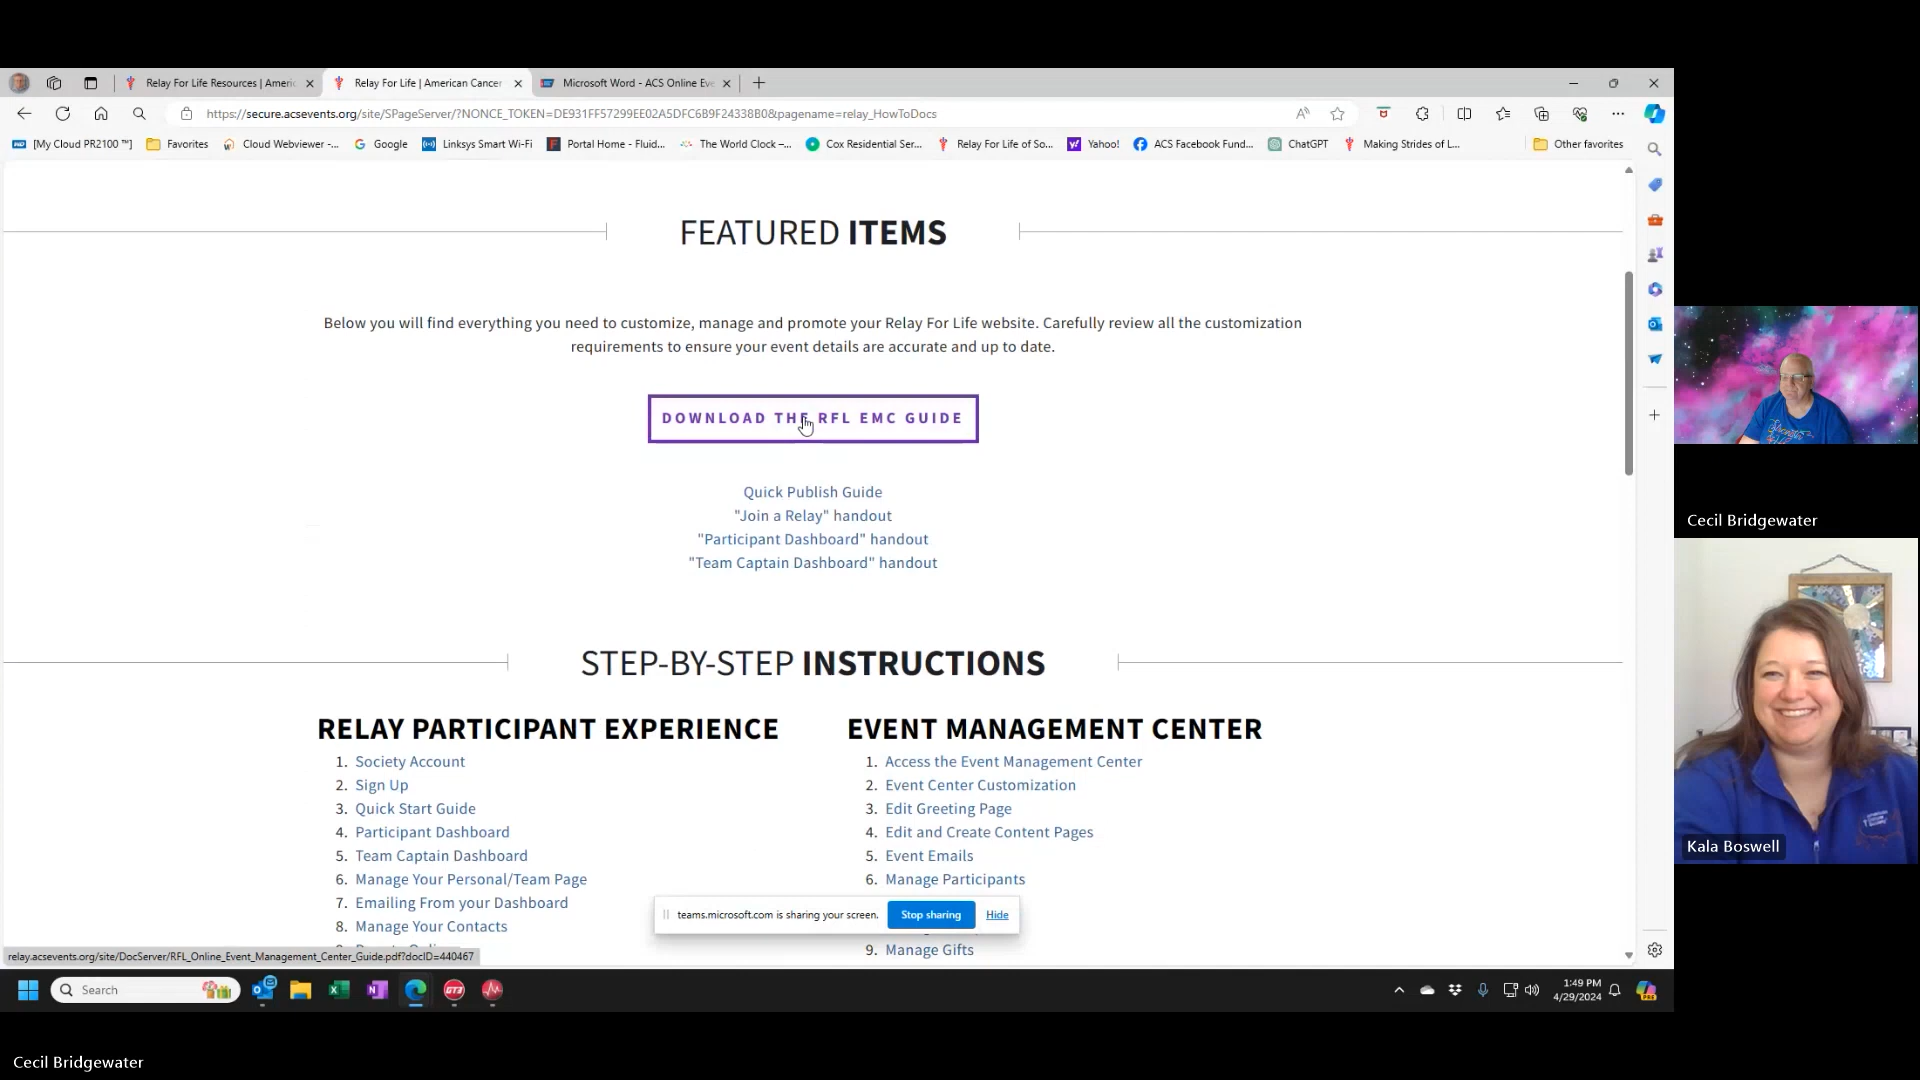 Relay For Life Resources | Americ
Relay For Life | American Cancer
Microsoft Word - ACS Online Eve
https://secure.acsevents.org/site/SPageServer/?NONCE_TOKEN=DE931FF57299EE02A5DFC6B9F24338B0&pagename=relay_HowToDocs
[My Cloud PR2100 ™]
Favorites
Cloud Webviewer -...
Google
Linksys Smart Wi-Fi
Portal Home - Fluid...
The World Clock —...
Cox Residential Ser...
Relay For Life of So...
Yahoo!
ACS Facebook Fund...
ChatGPT
Making Strides of L...
Other favorites
FEATURED ITEMS
Below you will find everything you need to customize, manage and promote your Relay For Life website. Carefully review all the customization
requirements to ensure your event details are accurate and up to date.
DOWNLOAD THE RFL EMC GUIDE
Quick Publish Guide
"Join a Relay" handout
"Participant Dashboard" handout
"Team Captain Dashboard" handout
STEP-BY-STEP INSTRUCTIONS
RELAY PARTICIPANT EXPERIENCE
1. Society Account
2. Sign Up
3. Quick Start Guide
4. Participant Dashboard
5. Team Captain Dashboard
6. Manage Your Personal/Team Page
7. Emailing From your Dashboard
8. Manage Your Contacts
EVENT MANAGEMENT CENTER
1. Access the Event Management Center
2. Event Center Customization
3. Edit Greeting Page
4. Edit and Create Content Pages
5. Event Emails
6. Manage Participants
9. Manage Gifts
teams.microsoft.com is sharing your screen.
Stop sharing
Hide
relay.acsevents.org/site/DocServer/RFL_Online_Event_Management_Center_Guide.pdf?docID=440467
Search
1:49 PM
4/29/2024
Cecil Bridgewater
Kala Boswell
Cecil Bridgewater